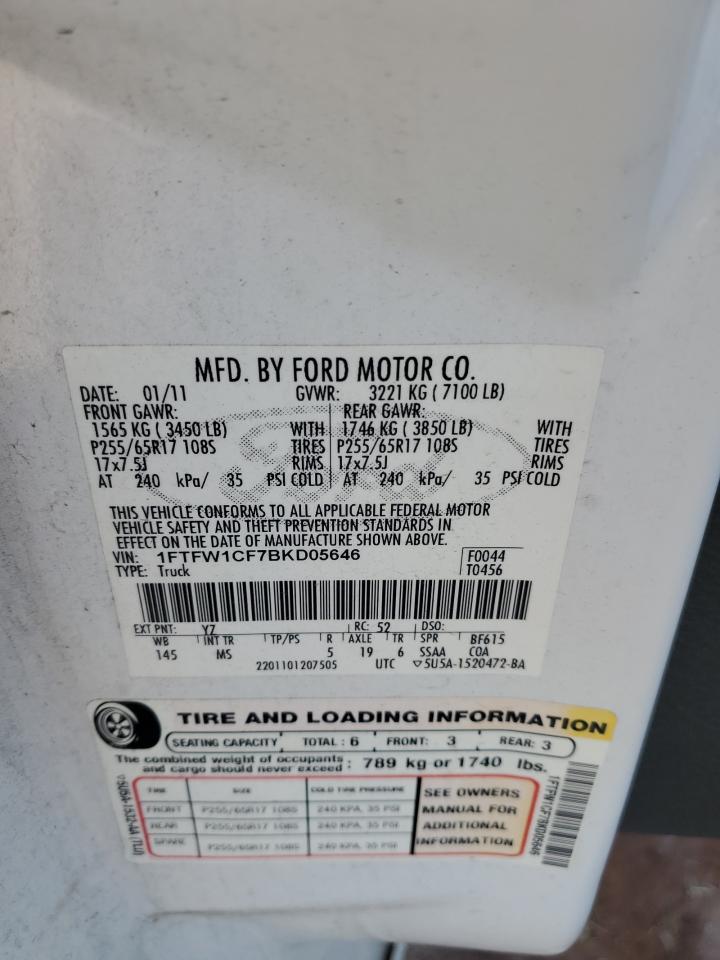 MFD. BY FORD MOTOR CO.
DATE: 01/11 GVWR: 3221 KG ( 7100 LB)
FRONT GAWR: REAR GAWR:
1565 KG ( 3450 LB) WITH 1746 KG ( 3850 LB) WITH
P255/65R17 108S TIRES P255/65R17 108S TIRES
17x7.5J RIMS 17x7.5J RIMS
AT 240 kPa/ 35 PSI COLD AT 240 kPa/ 35 PSI COLD
Ford
THIS VEHICLE CONFORMS TO ALL APPLICABLE FEDERAL MOTOR
VEHICLE SAFETY AND THEFT PREVENTION STANDARDS IN
EFFECT ON DATE OF MANUFACTURE SHOWN ABOVE.
VIN: 1FTFW1CF7BKD05646 F0044
TYPE: Truck T0456
EXT PNT: YZ RC: 52 DSO:
WB INT TR TP/PS R AXLE TR SPR BF615
145 MS 5 19 6 SSAA COA
2201101207505 UTC ▽5U5A-1520472-BA
TIRE AND LOADING INFORMATION
SEATING CAPACITY TOTAL : 6 FRONT: 3 REAR: 3
The combined weight of occupants
and cargo should never exceed : 789 kg or 1740 lbs.
TIRE SIZE COLD TIRE PRESSURE SEE OWNERS
FRONT P255/65R17 108S 240 KPA, 35 PSI MANUAL FOR
REAR P255/65R17 108S 240 KPA, 35 PSI ADDITIONAL
SPARE P255/65R17 108S 240 KPA, 35 PSI INFORMATION
1FTFW1CF7BKD05646